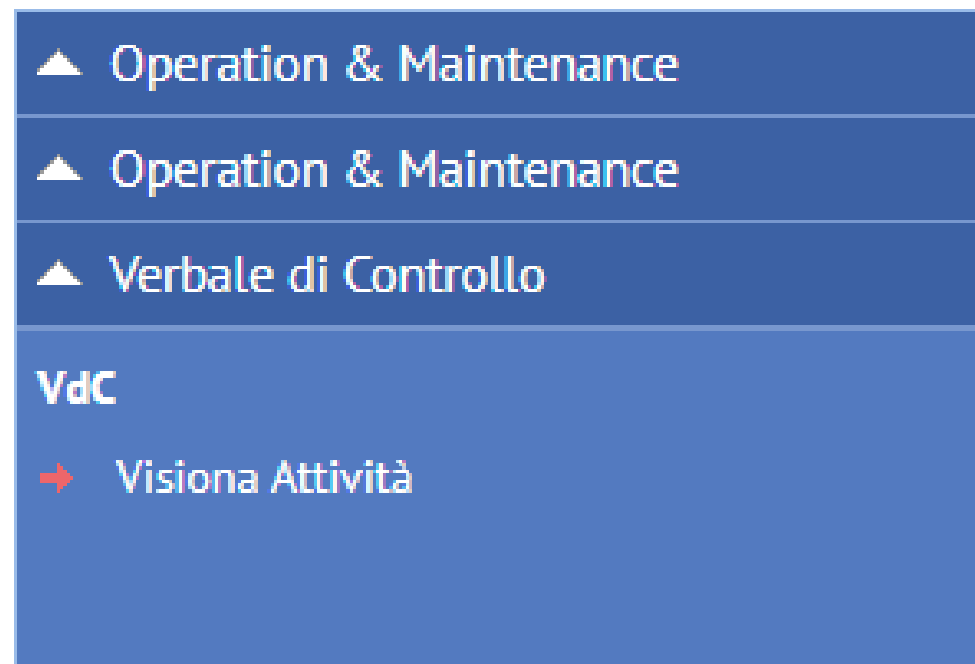 Operation & Maintenance
Operation & Maintenance
Verbale di Controllo
VdC
Visiona Attività